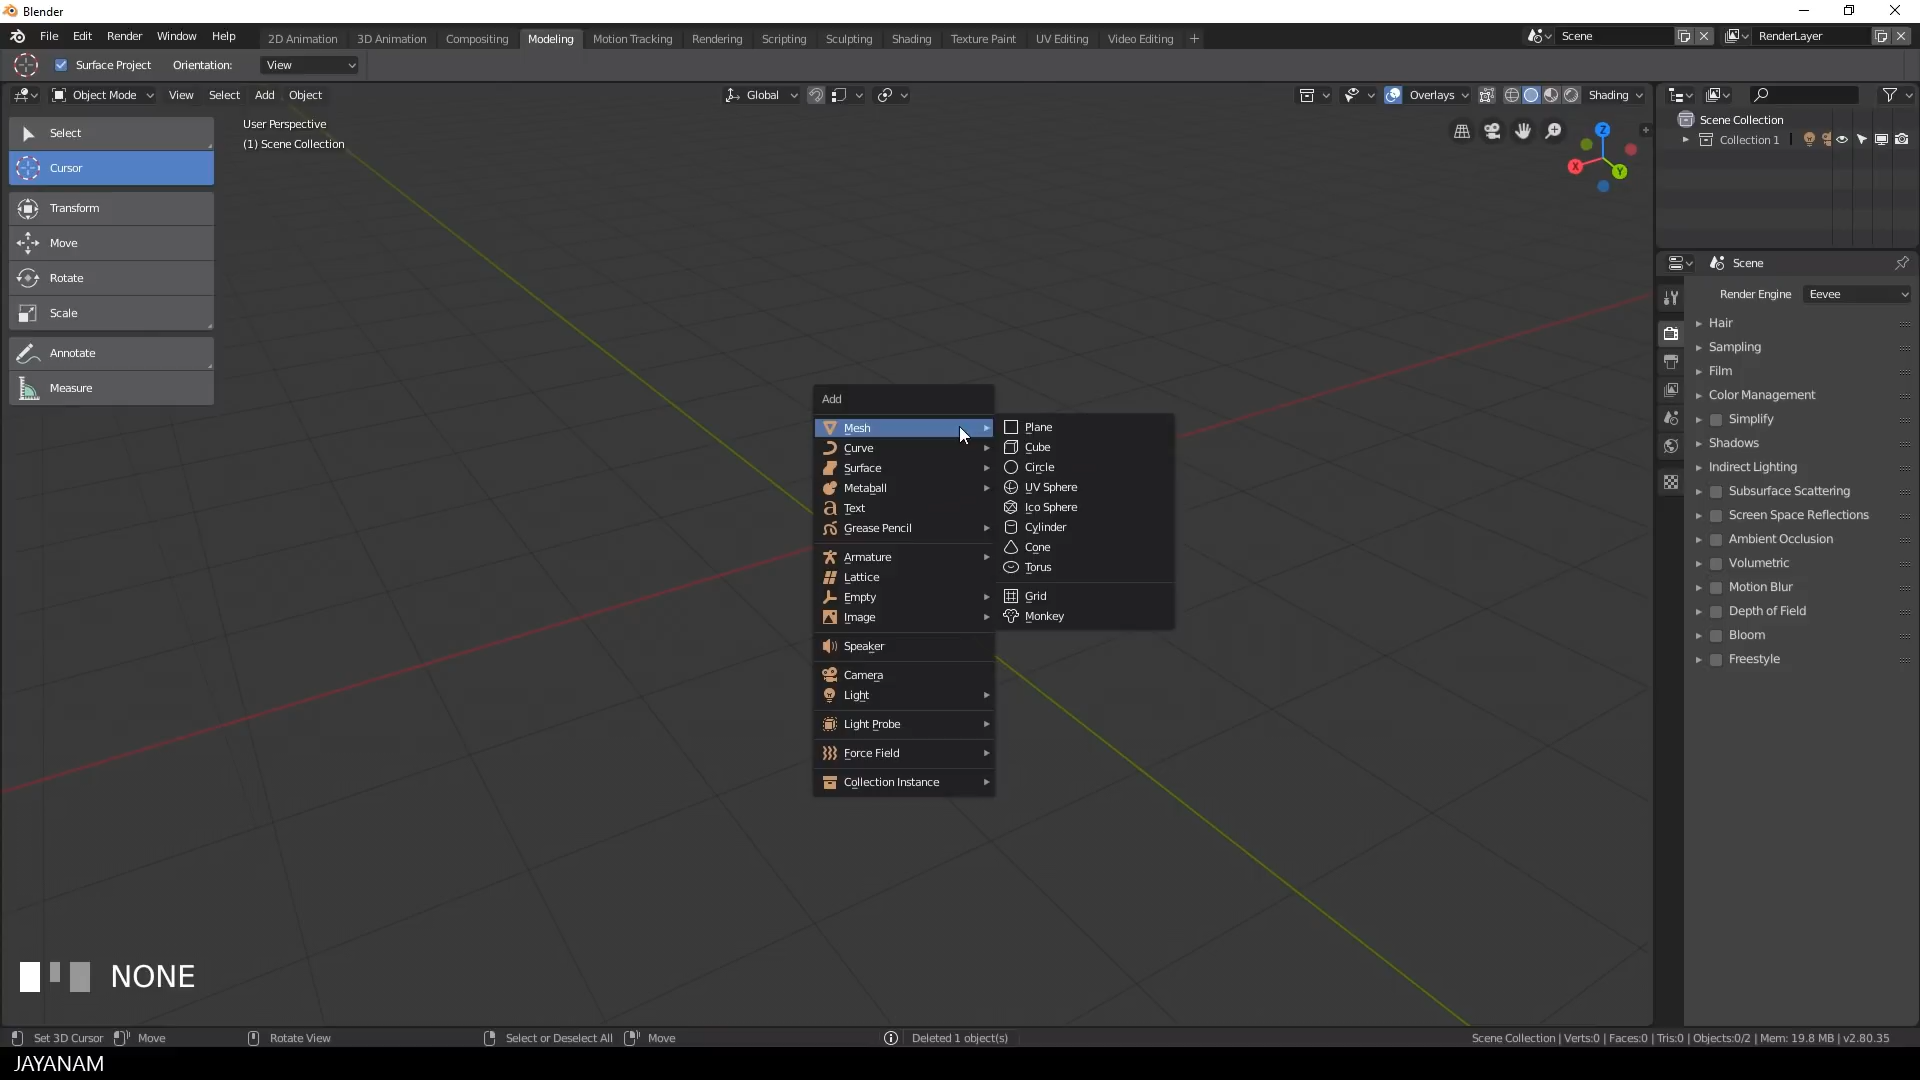 Blender
File Edit Render Window Help 2D Animation 3D Animation Compositing Modeling Motion Tracking Rendering Scripting Sculpting Shading Texture Paint UV Editing Video Editing + Scene RenderLayer
Surface Project Orientation: View
Object Mode View Select Add Object Global Overlays Shading
User Perspective
(1) Scene Collection
Select
Cursor
Transform
Move
Rotate
Scale
Annotate
Measure
Z
X
Y
Scene Collection
Collection 1
Scene
Render Engine Eevee
Hair
Sampling
Film
Color Management
Simplify
Shadows
Indirect Lighting
Subsurface Scattering
Screen Space Reflections
Ambient Occlusion
Volumetric
Motion Blur
Depth of Field
Bloom
Freestyle
Add
Mesh
Curve
Surface
Metaball
Text
Grease Pencil
Armature
Lattice
Empty
Image
Speaker
Camera
Light
Light Probe
Force Field
Collection Instance
Plane
Cube
Circle
UV Sphere
Ico Sphere
Cylinder
Cone
Torus
Grid
Monkey
NONE
Set 3D Cursor Move Rotate View Select or Deselect All Move Deleted 1 object(s) Scene Collection | Verts:0 | Faces:0 | Tris:0 | Objects:0/2 | Mem: 19.8 MB | v2.80.35
JAYANAM